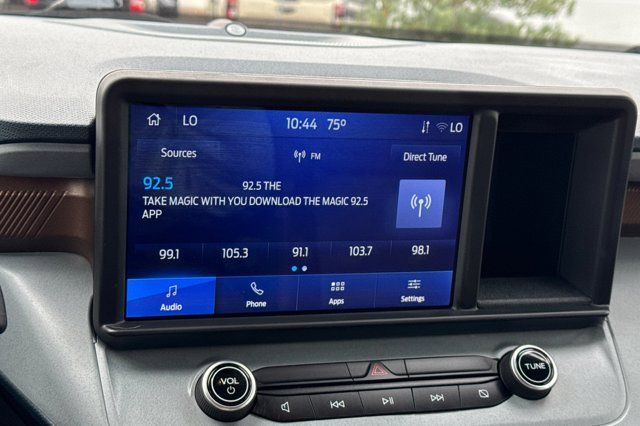 LO 10:44 75° LO
Sources FM Direct Tune
92.5 92.5 THE
TAKE MAGIC WITH YOU DOWNLOAD THE MAGIC 92.5
APP
99.1 105.3 91.1 103.7 98.1
Audio Phone Apps Settings
VOL TUNE